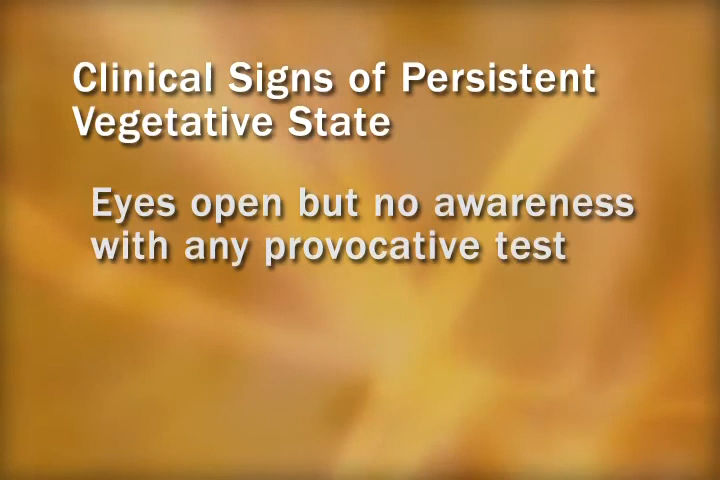 Clinical Signs of Persistent
Vegetative State
Eyes open but no awareness
with any provocative test